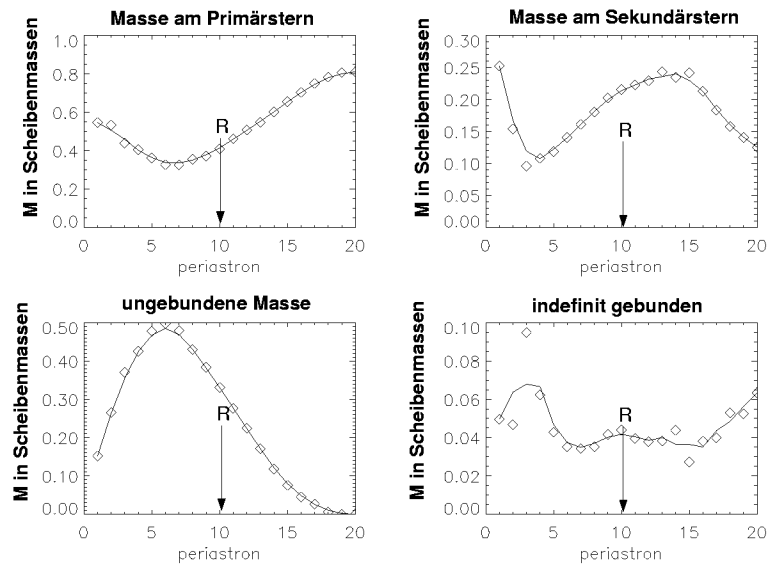 Masse am Primärstern
M in Scheibenmassen
1.0
0.8
0.6
0.4
0.2
0.0
R
0 5 10 15 20
periastron
Masse am Sekundärstern
M in Scheibenmassen
0.30
0.25
0.20
0.15
0.10
0.05
0.00
R
0 5 10 15 20
periastron
ungebundene Masse
M in Scheibenmassen
0.50
0.40
0.30
0.20
0.10
0.00
R
0 5 10 15 20
periastron
indefinit gebunden
M in Scheibenmassen
0.10
0.08
0.06
0.04
0.02
0.00
R
0 5 10 15 20
periastron